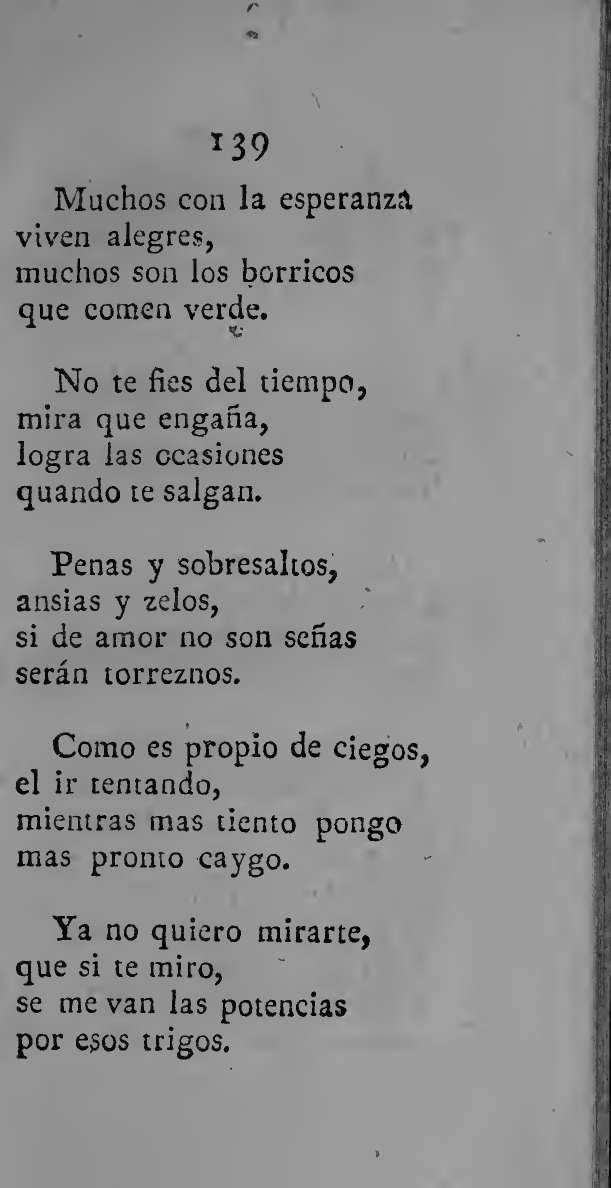 139
Muchos con la esperanza
viven alegres,
muchos son los borricos
que comen verde.
No te fies del tiempo,
mira que engaña,
logra las ocasiones
quando te salgan.
Penas y sobresaltos,
ansias y zelos,
si de amor no son señas
serán torreznos.
Como es propio de ciegos,
el ir tentando,
mientras mas tiento pongo
mas pronto caygo.
Ya no quiero mirarte,
que si te miro,
se me van las potencias
por esos trigos.